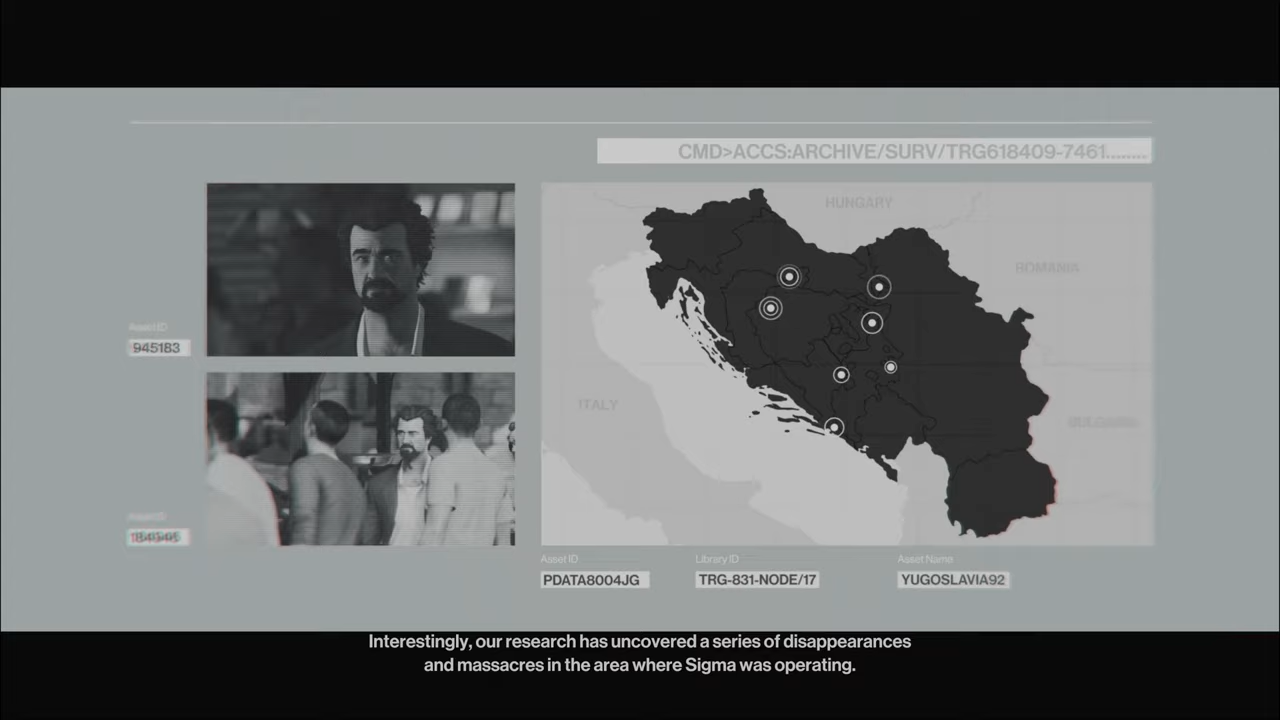 CMD>ACCS:ARCHIVE/SURV/TRG618409-7461........
HUNGARY
ROMANIA
Asset ID
945183
ITALY
BULGARIA
Asset ID
Asset ID
Library ID
Asset Name
PDATA8004JG
TRG-831-NODE/17
YUGOSLAVIA92
Interestingly, our research has uncovered a series of disappearances
and massacres in the area where Sigma was operating.